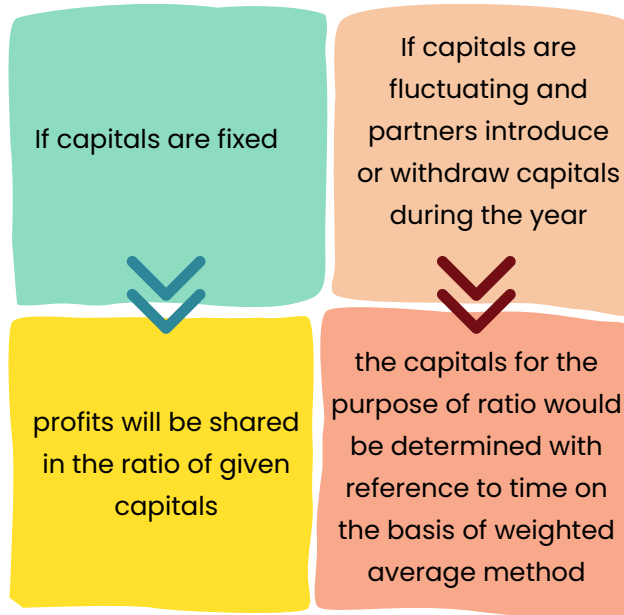 If capitals are fixed
profits will be shared
in the ratio of given
capitals
If capitals are
fluctuating and
partners introduce
or withdraw capitals
during the year
the capitals for the
purpose of ratio would
be determined with
reference to time on
the basis of weighted
average method